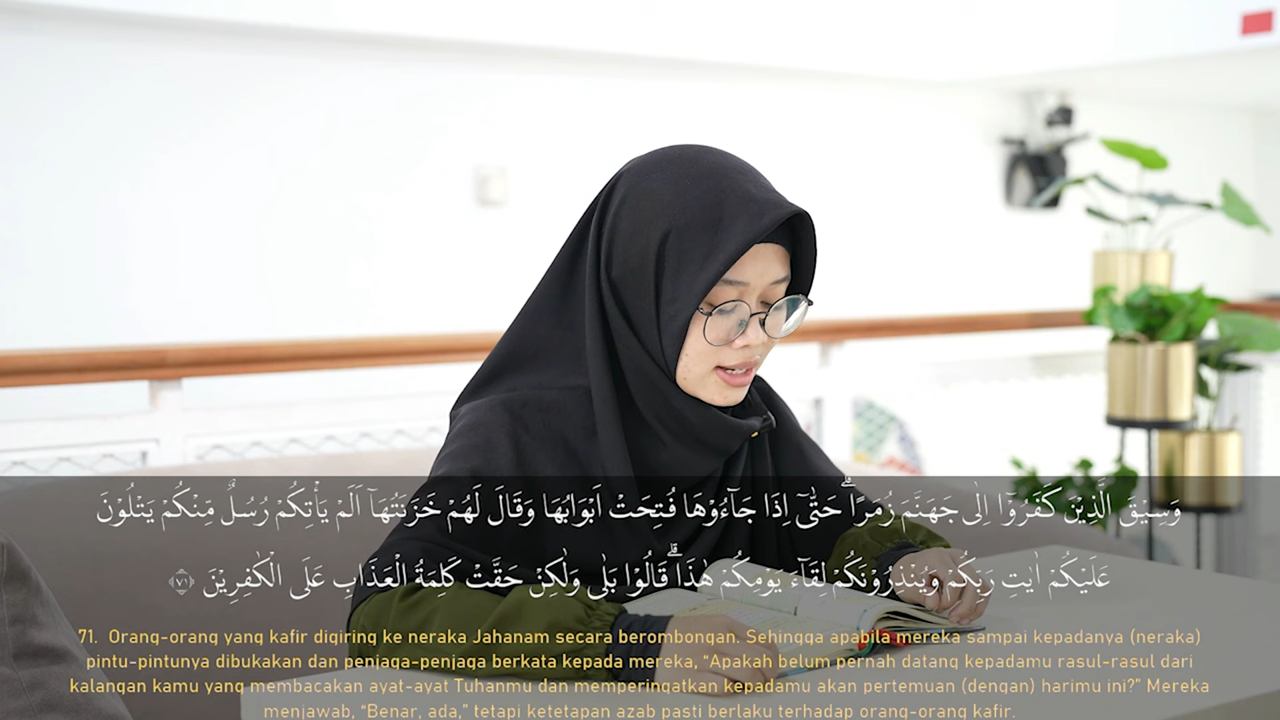 وَسِيْقَ الَّذِيْنَ كَفَرُوْٓا اِلٰى جَهَنَّمَ زُمَرًا ۗحَتّٰىٓ اِذَا جَاۤءُوْهَا فُتِحَتْ اَبْوَابُهَا وَقَالَ لَهُمْ خَزَنَتُهَآ اَلَمْ يَأْتِكُمْ رُسُلٌ مِّنْكُمْ يَتْلُوْنَ
عَلَيْكُمْ اٰيٰتِ رَبِّكُمْ وَيُنْذِرُوْنَكُمْ لِقَاۤءَ يَوْمِكُمْ هٰذَا ۗقَالُوْا بَلٰى وَلٰكِنْ حَقَّتْ كَلِمَةُ الْعَذَابِ عَلَى الْكٰفِرِيْنَ ۝٧١
71. Orang-orang yang kafir digiring ke neraka Jahanam secara berombongan. Sehingga apabila mereka sampai kepadanya (neraka)
pintu-pintunya dibukakan dan penjaga-penjaga berkata kepada mereka, “Apakah belum pernah datang kepadamu rasul-rasul dari
kalangan kamu yang membacakan ayat-ayat Tuhanmu dan memperingatkan kepadamu akan pertemuan (dengan) harimu ini?” Mereka
menjawab, “Benar, ada,” tetapi ketetapan azab pasti berlaku terhadap orang-orang kafir.